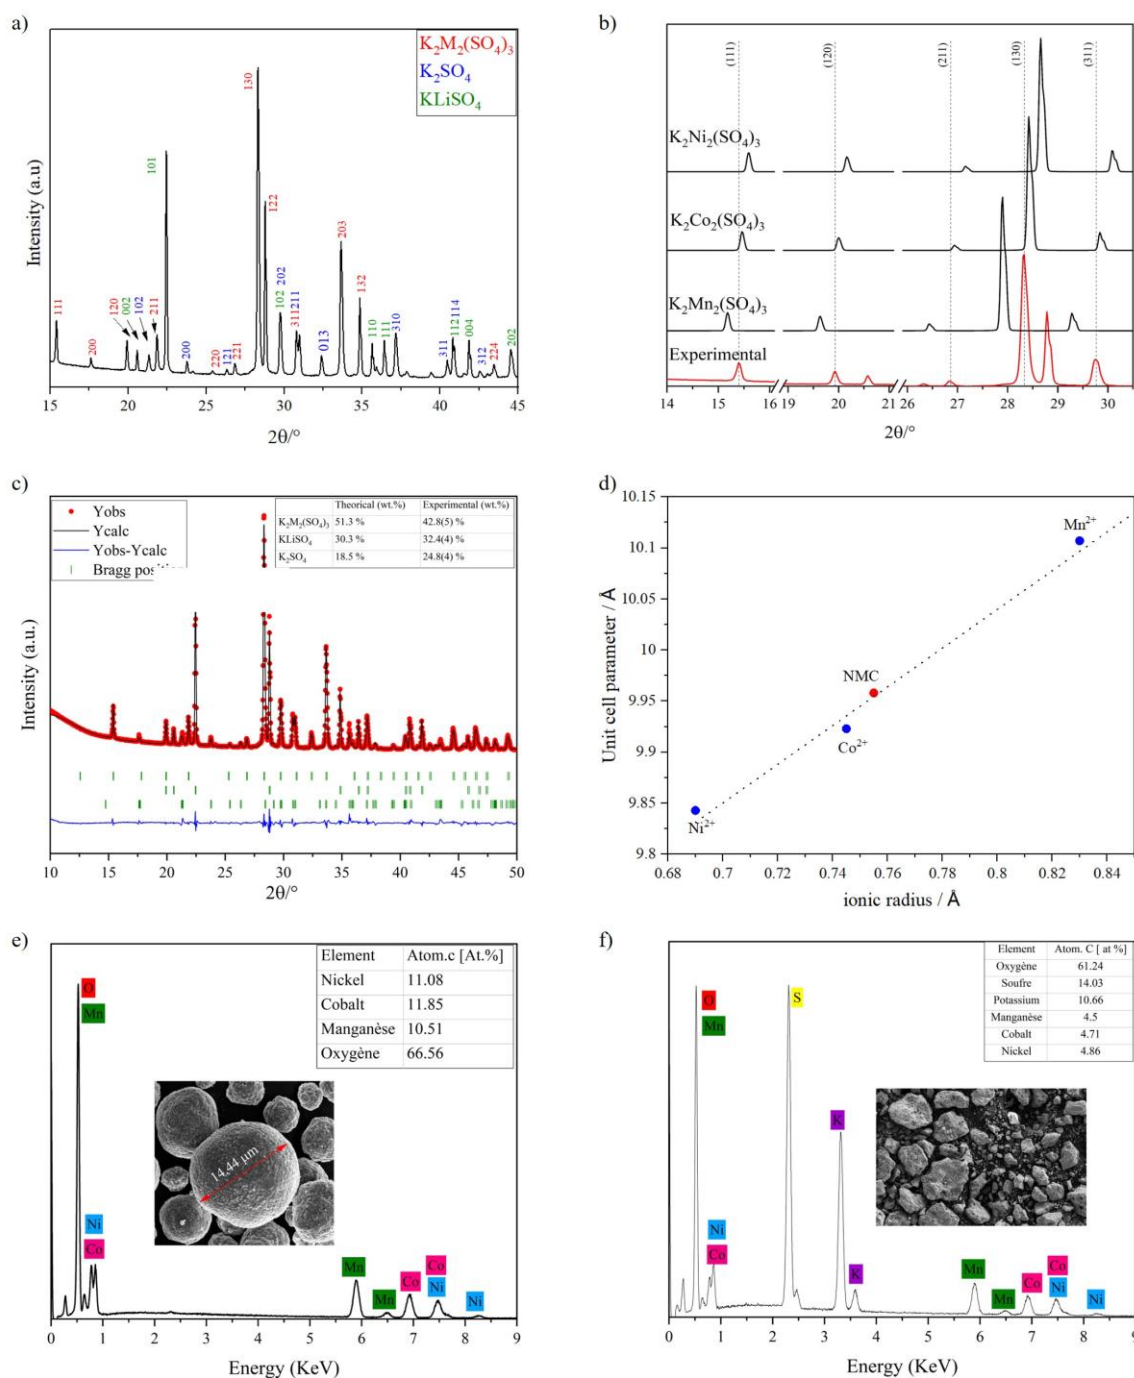 a)
K₂M₂(SO₄)₃
K₂SO₄
KLiSO₄
Intensity (a.u)
111
200
120
002
102
211
101
200
220
121
221
130
122
102
202
311
211
013
203
132
110
111
310
311
112
114
004
312
224
202
15 20 25 30 35 40 45
2θ/°
b)
(111)
(120)
(211)
(130)
(311)
K₂Ni₂(SO₄)₃
K₂Co₂(SO₄)₃
K₂Mn₂(SO₄)₃
Experimental
14 15 16 19 20 21 26 27 28 29 30
2θ/°
c)
Yobs
Ycalc
Yobs-Ycalc
Bragg position
Theorical (wt.%) Experimental (wt.%)
K₂M₂(SO₄)₃ 51.3 % 42.8(5) %
KLiSO₄ 30.3 % 32.4(4) %
K₂SO₄ 18.5 % 24.8(4) %
Intensity (a.u.)
10 15 20 25 30 35 40 45 50
2θ/°
d)
Unit cell parameter / Å
10.15
10.1
10.05
10
9.95
9.9
9.85
9.8
Mn²⁺
NMC
Co²⁺
Ni²⁺
0.68 0.7 0.72 0.74 0.76 0.78 0.8 0.82 0.84
ionic radius / Å
e)
Element Atom.c [At.%]
Nickel 11.08
Cobalt 11.85
Manganèse 10.51
Oxygène 66.56
O
Mn
Ni
Co
14,44 µm
Mn
Mn
Co
Co
Ni
Ni
0 1 2 3 4 5 6 7 8 9
Energy (KeV)
f)
Element Atom. C [ at %]
Oxygène 61.24
Soufre 14.03
Potassium 10.66
Manganèse 4.5
Cobalt 4.71
Nickel 4.86
O
Mn
S
K
K
Ni
Co
Mn
Mn
Co
Co
Ni
Ni
0 1 2 3 4 5 6 7 8 9
Energy (KeV)